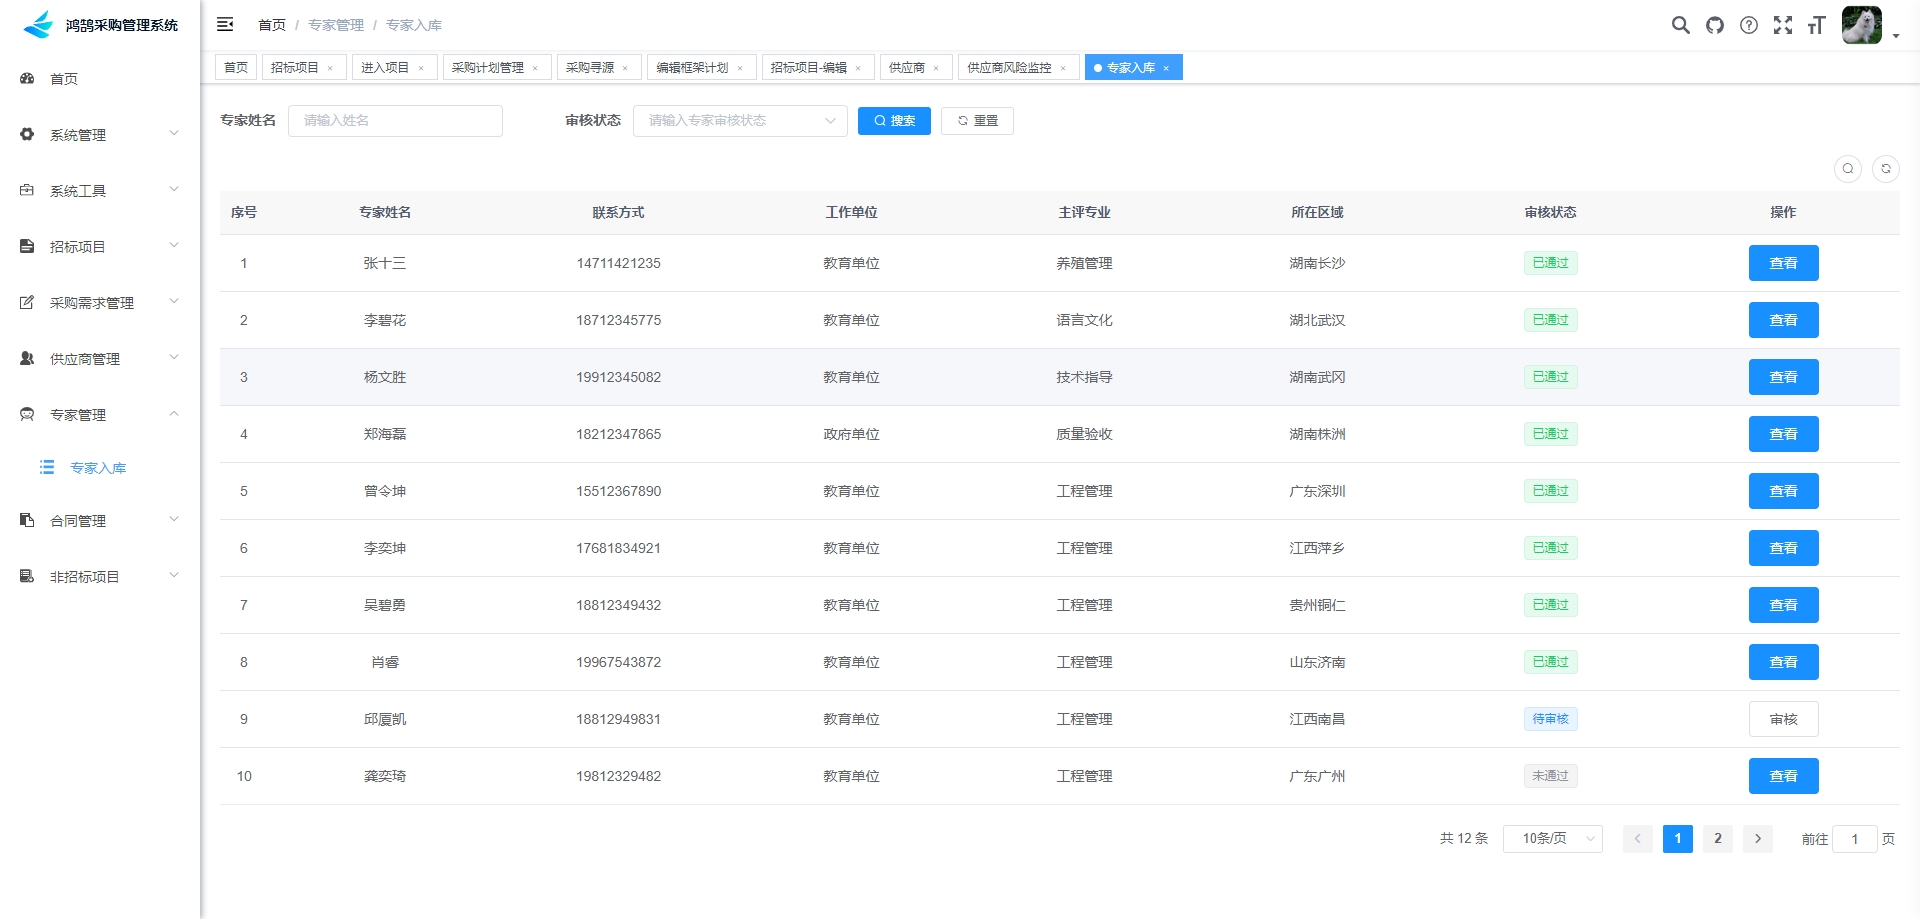 鸿鹄采购管理系统
首页 / 专家管理 / 专家入库
首页
招标项目 ×
进入项目 ×
采购计划管理 ×
采购寻源 ×
编辑框架计划 ×
招标项目-编辑 ×
供应商 ×
供应商风险监控 ×
专家入库 ×
首页
系统管理
系统工具
招标项目
采购需求管理
供应商管理
专家管理
专家入库
合同管理
非招标项目
专家姓名 请输入姓名 审核状态 请输入专家审核状态 搜索 重置
序号 专家姓名 联系方式 工作单位 主评专业 所在区域 审核状态 操作
1 张十三 14711421235 教育单位 养殖管理 湖南长沙 已通过 查看
2 李碧花 18712345775 教育单位 语言文化 湖北武汉 已通过 查看
3 杨文胜 19912345082 教育单位 技术指导 湖南武冈 已通过 查看
4 郑海磊 18212347865 政府单位 质量验收 湖南株洲 已通过 查看
5 曾令坤 15512367890 教育单位 工程管理 广东深圳 已通过 查看
6 李奕坤 17681834921 教育单位 工程管理 江西萍乡 已通过 查看
7 吴碧勇 18812349432 教育单位 工程管理 贵州铜仁 已通过 查看
8 肖睿 19967543872 教育单位 工程管理 山东济南 已通过 查看
9 邱厦凯 18812949831 教育单位 工程管理 江西南昌 待审核 审核
10 龚奕琦 19812329482 教育单位 工程管理 广东广州 未通过 查看
共 12 条 10条/页 1 2 前往 1 页